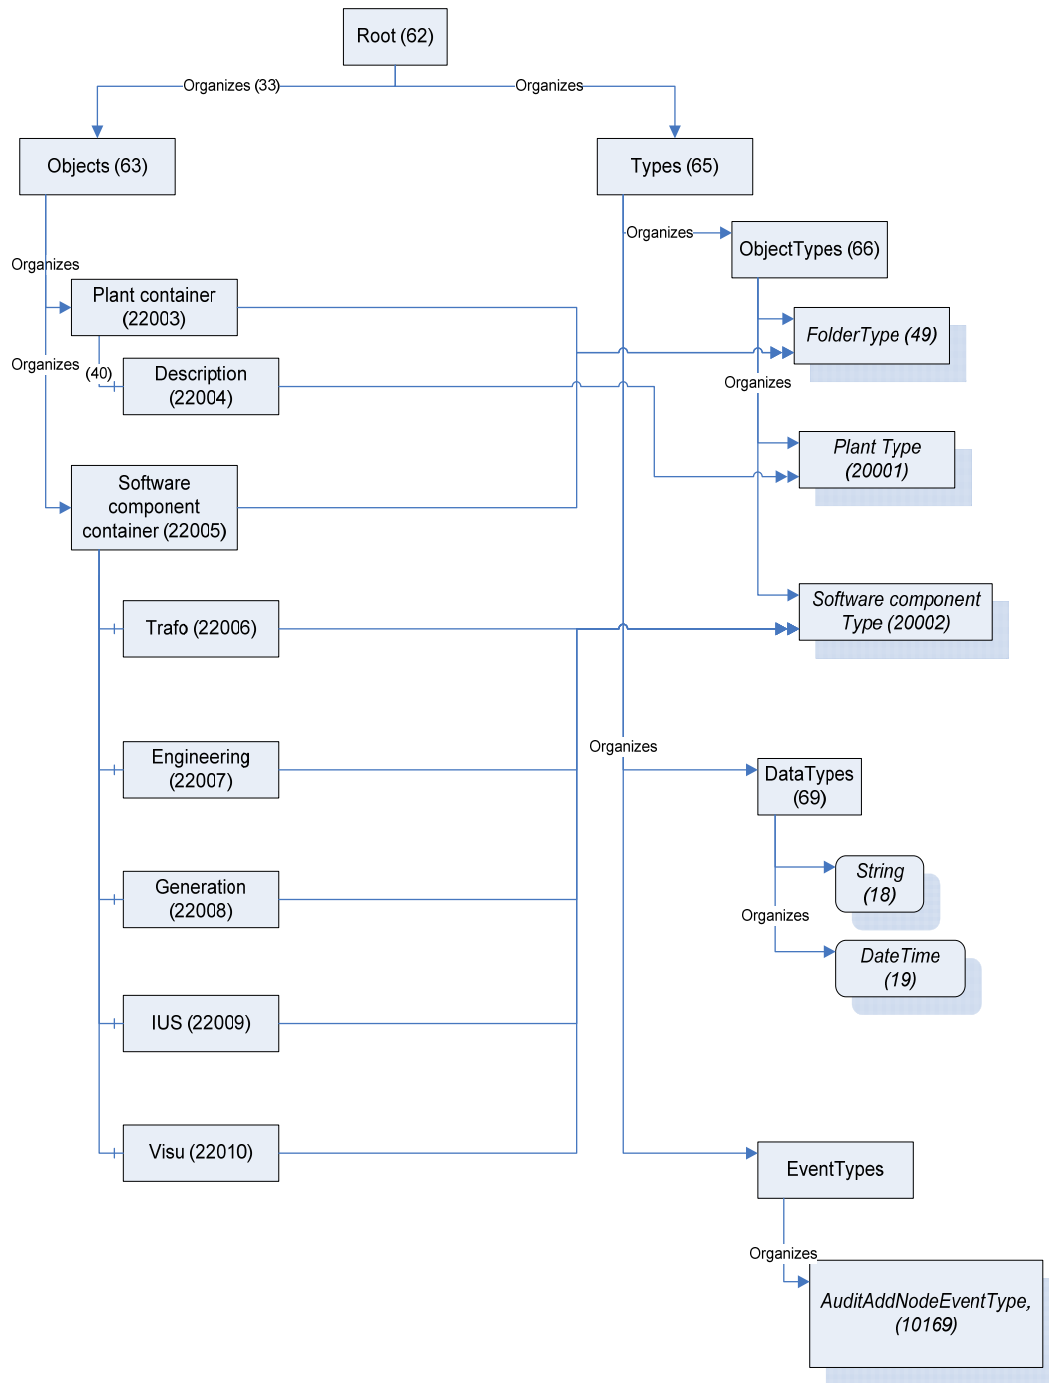 Root (62)
Organizes (33)
Organizes
Objects (63)
Types (65)
Organizes
ObjectTypes (66)
Organizes
Plant container
(22003)
FolderType (49)
Organizes
(40)
Description
(22004)
Organizes
Plant Type
(20001)
Software
component
container (22005)
Software component
Type (20002)
Trafo (22006)
Organizes
Engineering
(22007)
DataTypes
(69)
String
(18)
Generation
(22008)
Organizes
DateTime
(19)
IUS (22009)
Visu (22010)
EventTypes
Organizes
AuditAddNodeEventType,
(10169)